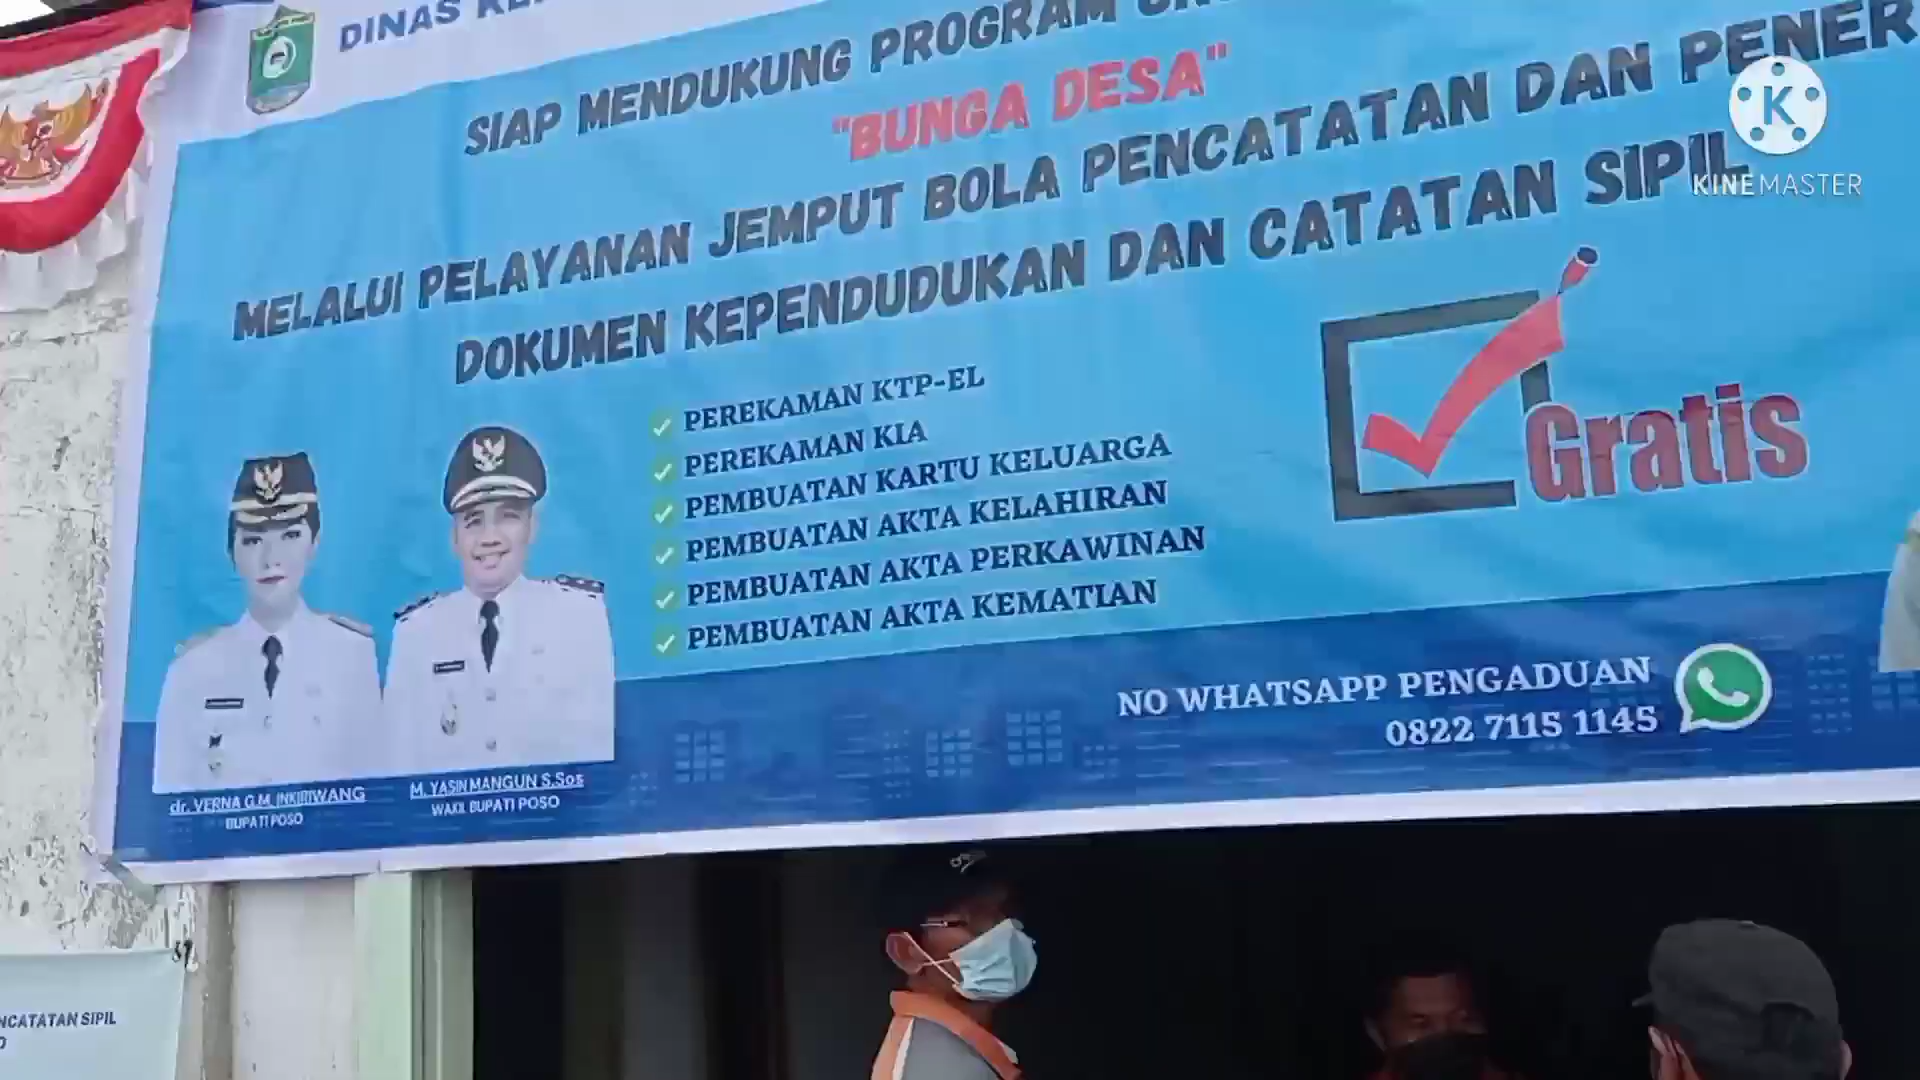 DINAS
SIAP MENDUKUNG PROGRAM
"BUNGA DESA"
MELALUI PELAYANAN JEMPUT BOLA PENCATATAN DAN PENER
DOKUMEN KEPENDUDUKAN DAN CATATAN SIPIL
K
KINEMASTER
PEREKAMAN KTP-EL
PEREKAMAN KIA
PEMBUATAN KARTU KELUARGA
PEMBUATAN AKTA KELAHIRAN
PEMBUATAN AKTA PERKAWINAN
PEMBUATAN AKTA KEMATIAN
Gratis
NO WHATSAPP PENGADUAN
0822 7115 1145
dr. VERNA G.M. INKIRIWANG
BUPATI POSO
M. YASIN MANGUN S.Sos
WAKIL BUPATI POSO
NCATATAN SIPIL